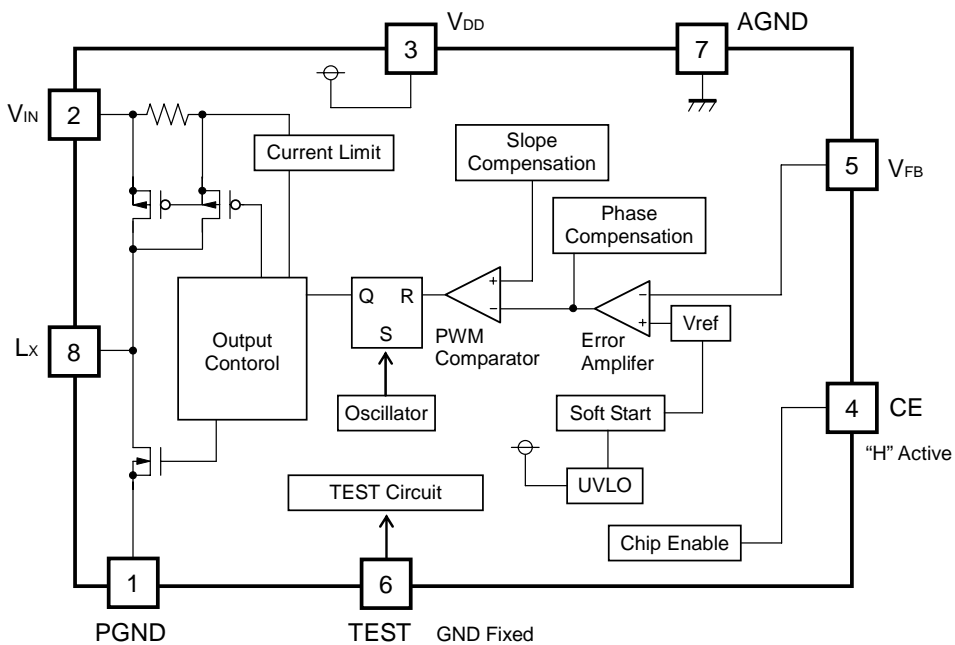 VDD
AGND
3
7
VIN
2
Current Limit
Slope
Compensation
5
VFB
Phase
Compensation
+
−
−
+
Q
R
S
Vref
PWM
Comparator
Error
Amplifer
LX
8
Output
Contorol
Oscillator
Soft Start
4
CE
"H" Active
UVLO
TEST Circuit
Chip Enable
1
6
PGND
TEST
GND Fixed